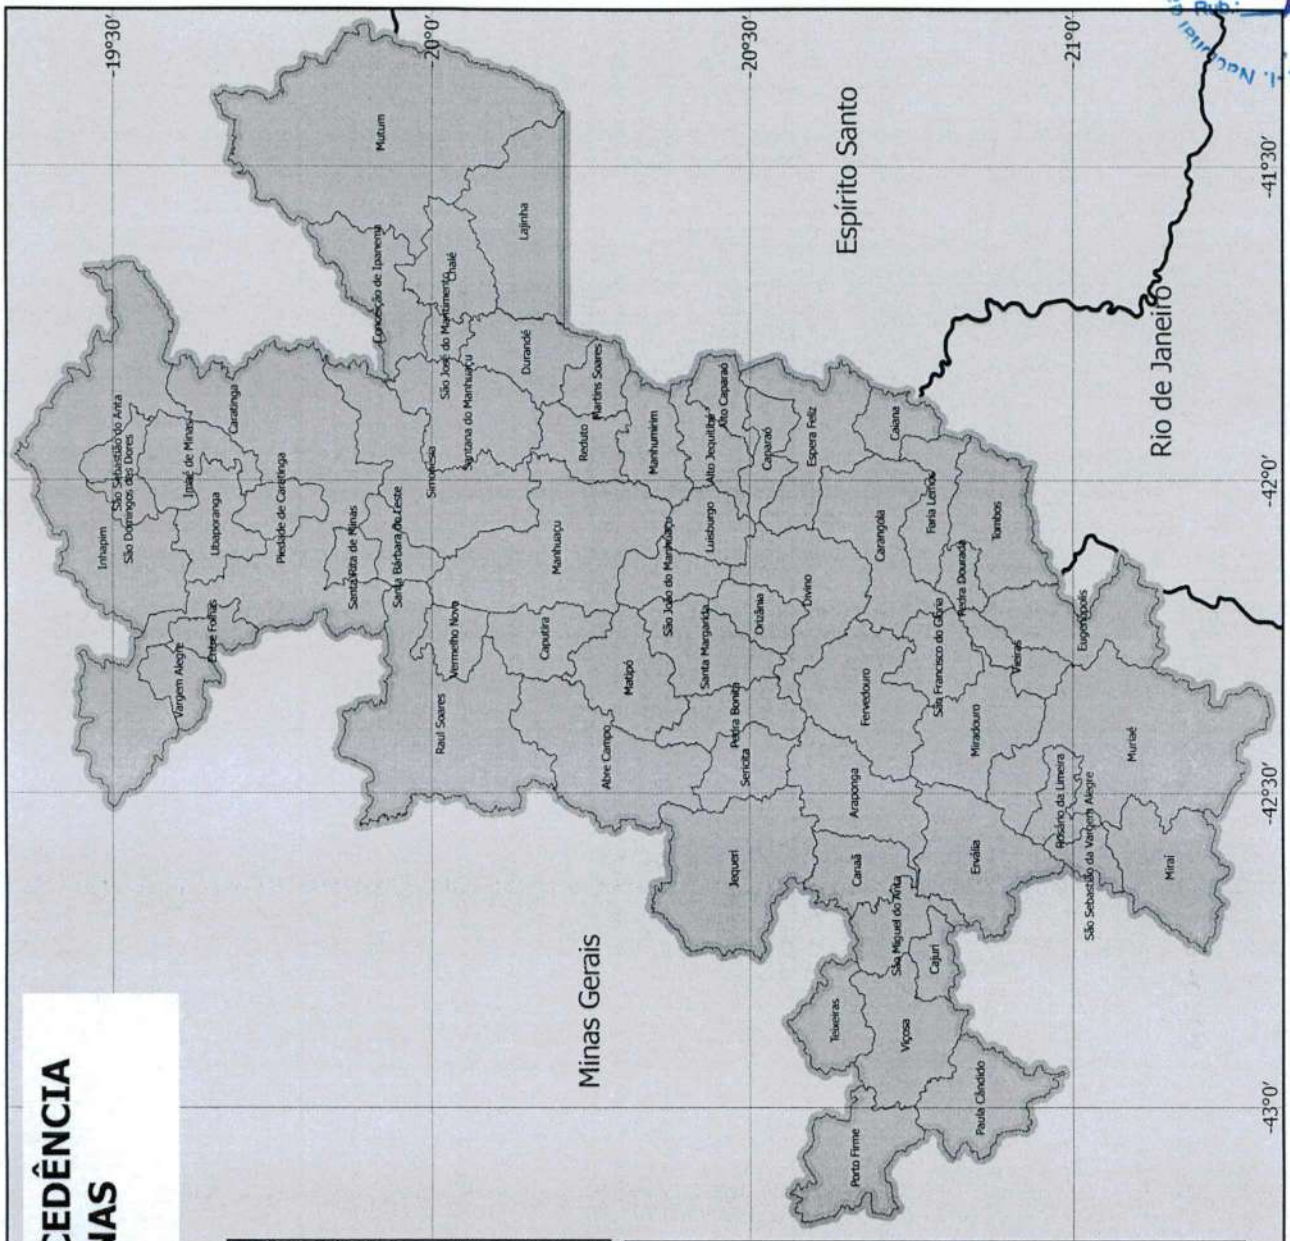 CEDÊNCIA
NAS
-19°30'
-20°0'
-20°30'
-21°0'
-41°30'
-42°0'
-42°30'
-43°0'
Minas Gerais
Espírito Santo
Rio de Janeiro
Mutum
Lajinha
Conceição de Ipanema
Chalé
São José do Mantimento
Durandé
Martins Soares
Santana do Manhuaçu
Simonésia
Reduto
Manhumirim
Alto Jequitibá
Alto Caparaó
Caparaó
Espera Feliz
Caiana
Caratinga
São Sebastião do Anta
São Domingos das Dores
Inhapim
Imbé de Minas
Ubaporanga
Piedade de Caratinga
Santa Rita de Minas
Santa Bárbara do Leste
Entre Folhas
Vargem Alegre
Vermelho Novo
Raul Soares
Caputira
Manhuaçu
São João do Manhuaçu
Luisburgo
Matipó
Santa Margarida
Abre Campo
Pedra Bonita
Sericita
Orizânia
Divino
Carangola
Faria Lemos
Tombos
Pedra Dourada
São Francisco do Glória
Fervedouro
Miradouro
Vieiras
Eugenópolis
Muriaé
Rosário da Limeira
São Sebastião da Vargem Alegre
Miraí
Araponga
Ervália
Canaã
Jequeri
São Miguel do Anta
Cajuri
Teixeiras
Viçosa
Paula Cândido
Porto Firme